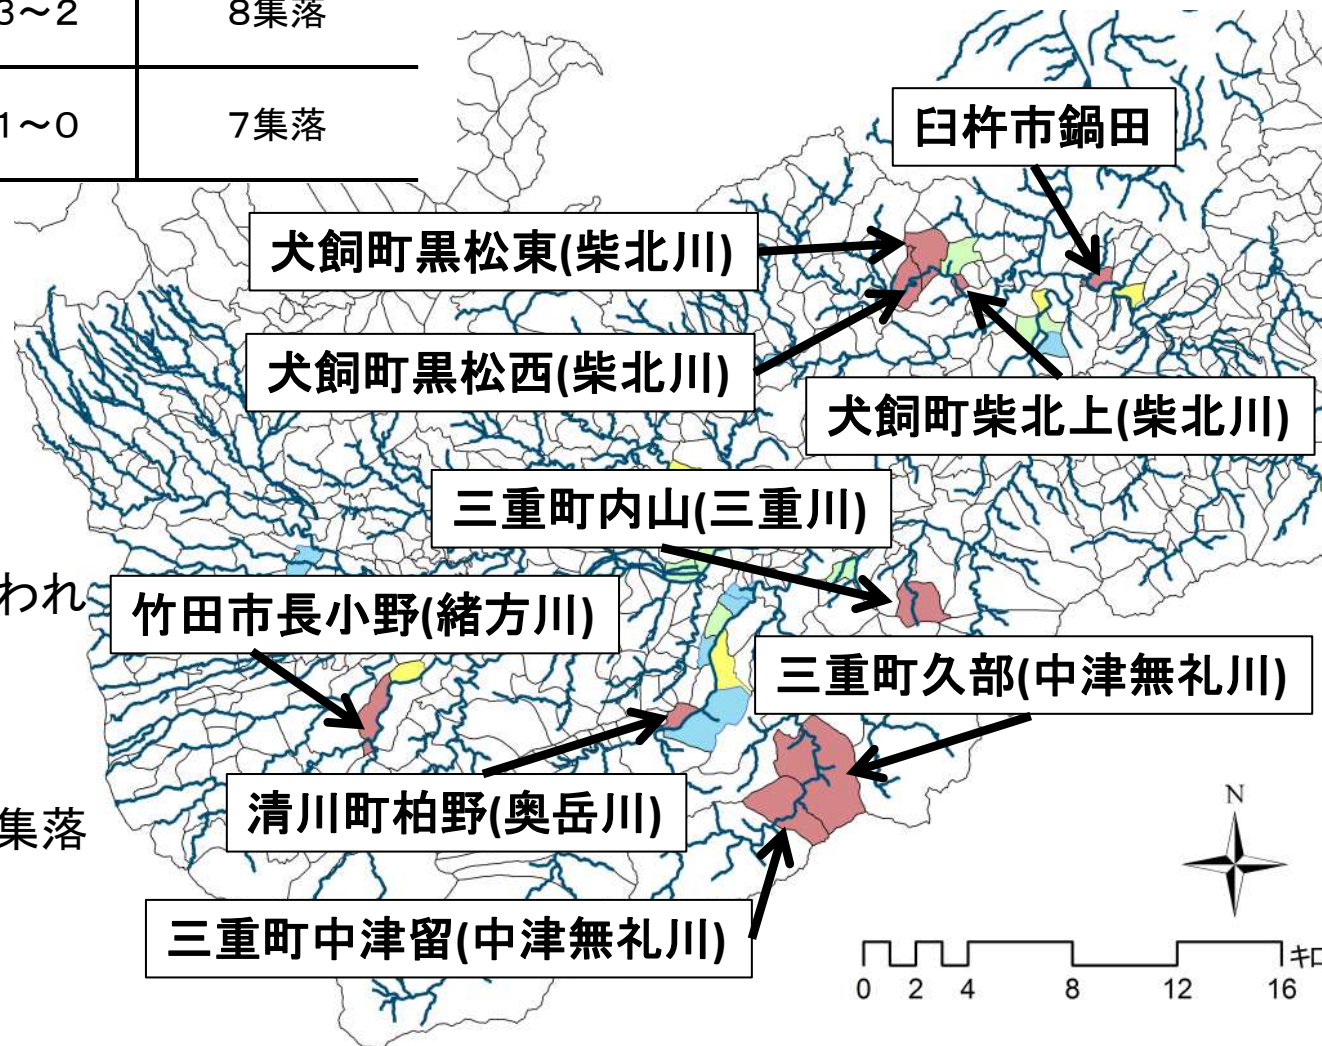 3～2 8集落
1～0 7集落
臼杵市鍋田
犬飼町黒松東(柴北川)
犬飼町黒松西(柴北川)
犬飼町柴北上(柴北川)
三重町内山(三重川)
われ
竹田市長小野(緒方川)
三重町久部(中津無礼川)
清川町柏野(奥岳川)
集落
三重町中津留(中津無礼川)
N
キロ
0 2 4 8 12 16